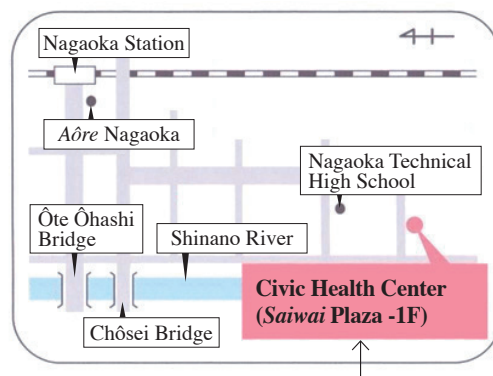 Nagaoka Station
Aôre Nagaoka
Nagaoka Technical
High School
Ôte Ôhashi
Bridge
Shinano River
Civic Health Center
(Saiwai Plaza -1F)
Chôsei Bridge